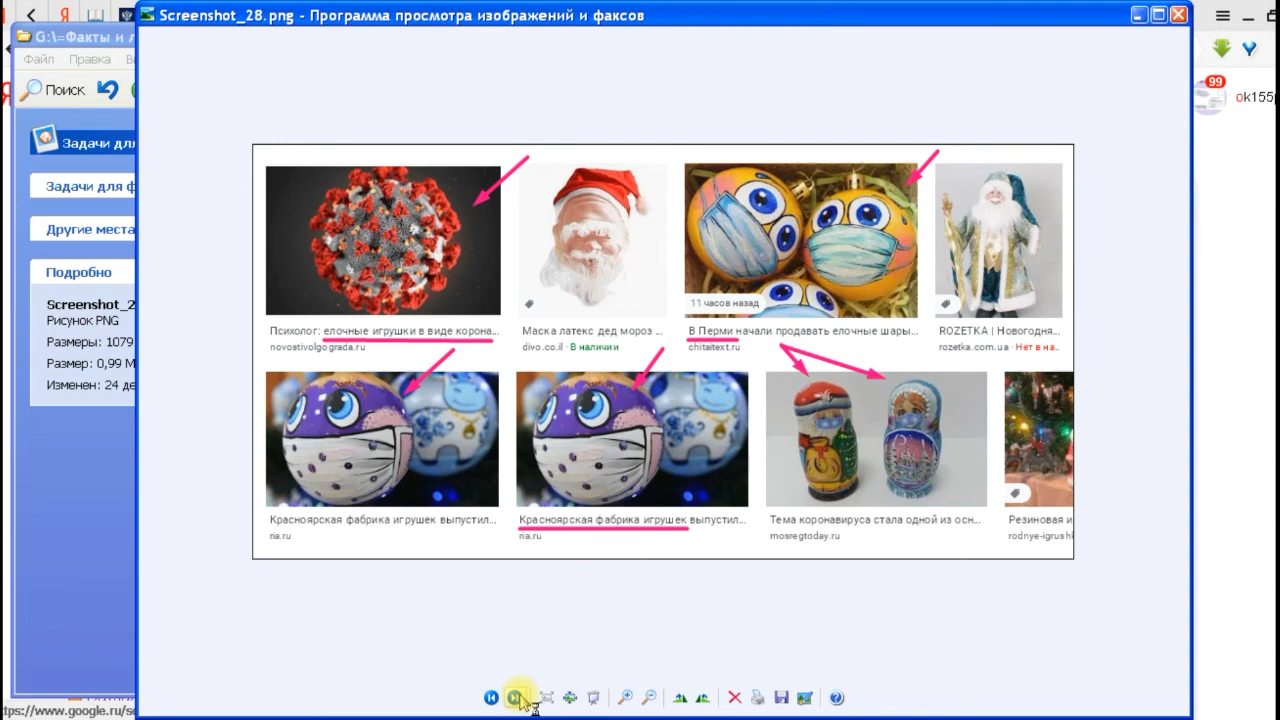 Screenshot_28.png - Программа просмотра изображений и факсов
G:\=Факты и л
Файл Правка В
Поиск
99
ok155
Задачи для
Задачи для ф
Другие места
Подробно
Screenshot_2
Рисунок PNG
Размеры: 1079
Размер: 0,99 М
Изменен: 24 де
11 часов назад
Психолог: елочные игрушки в виде корона...
novostivolgograda.ru
Маска латекс дед мороз ...
divo.co.il · В наличии
В Перми начали продавать елочные шары...
chitaitext.ru
ROZETKA | Новогодня...
rozetka.com.ua · Нет в на..
Красноярская фабрика игрушек выпустил...
ria.ru
Красноярская фабрика игрушек выпустил...
ria.ru
Тема коронавируса стала одной из осн...
mosregtoday.ru
Резиновая и
rodnye-igrushk
ttps://www.google.ru/se